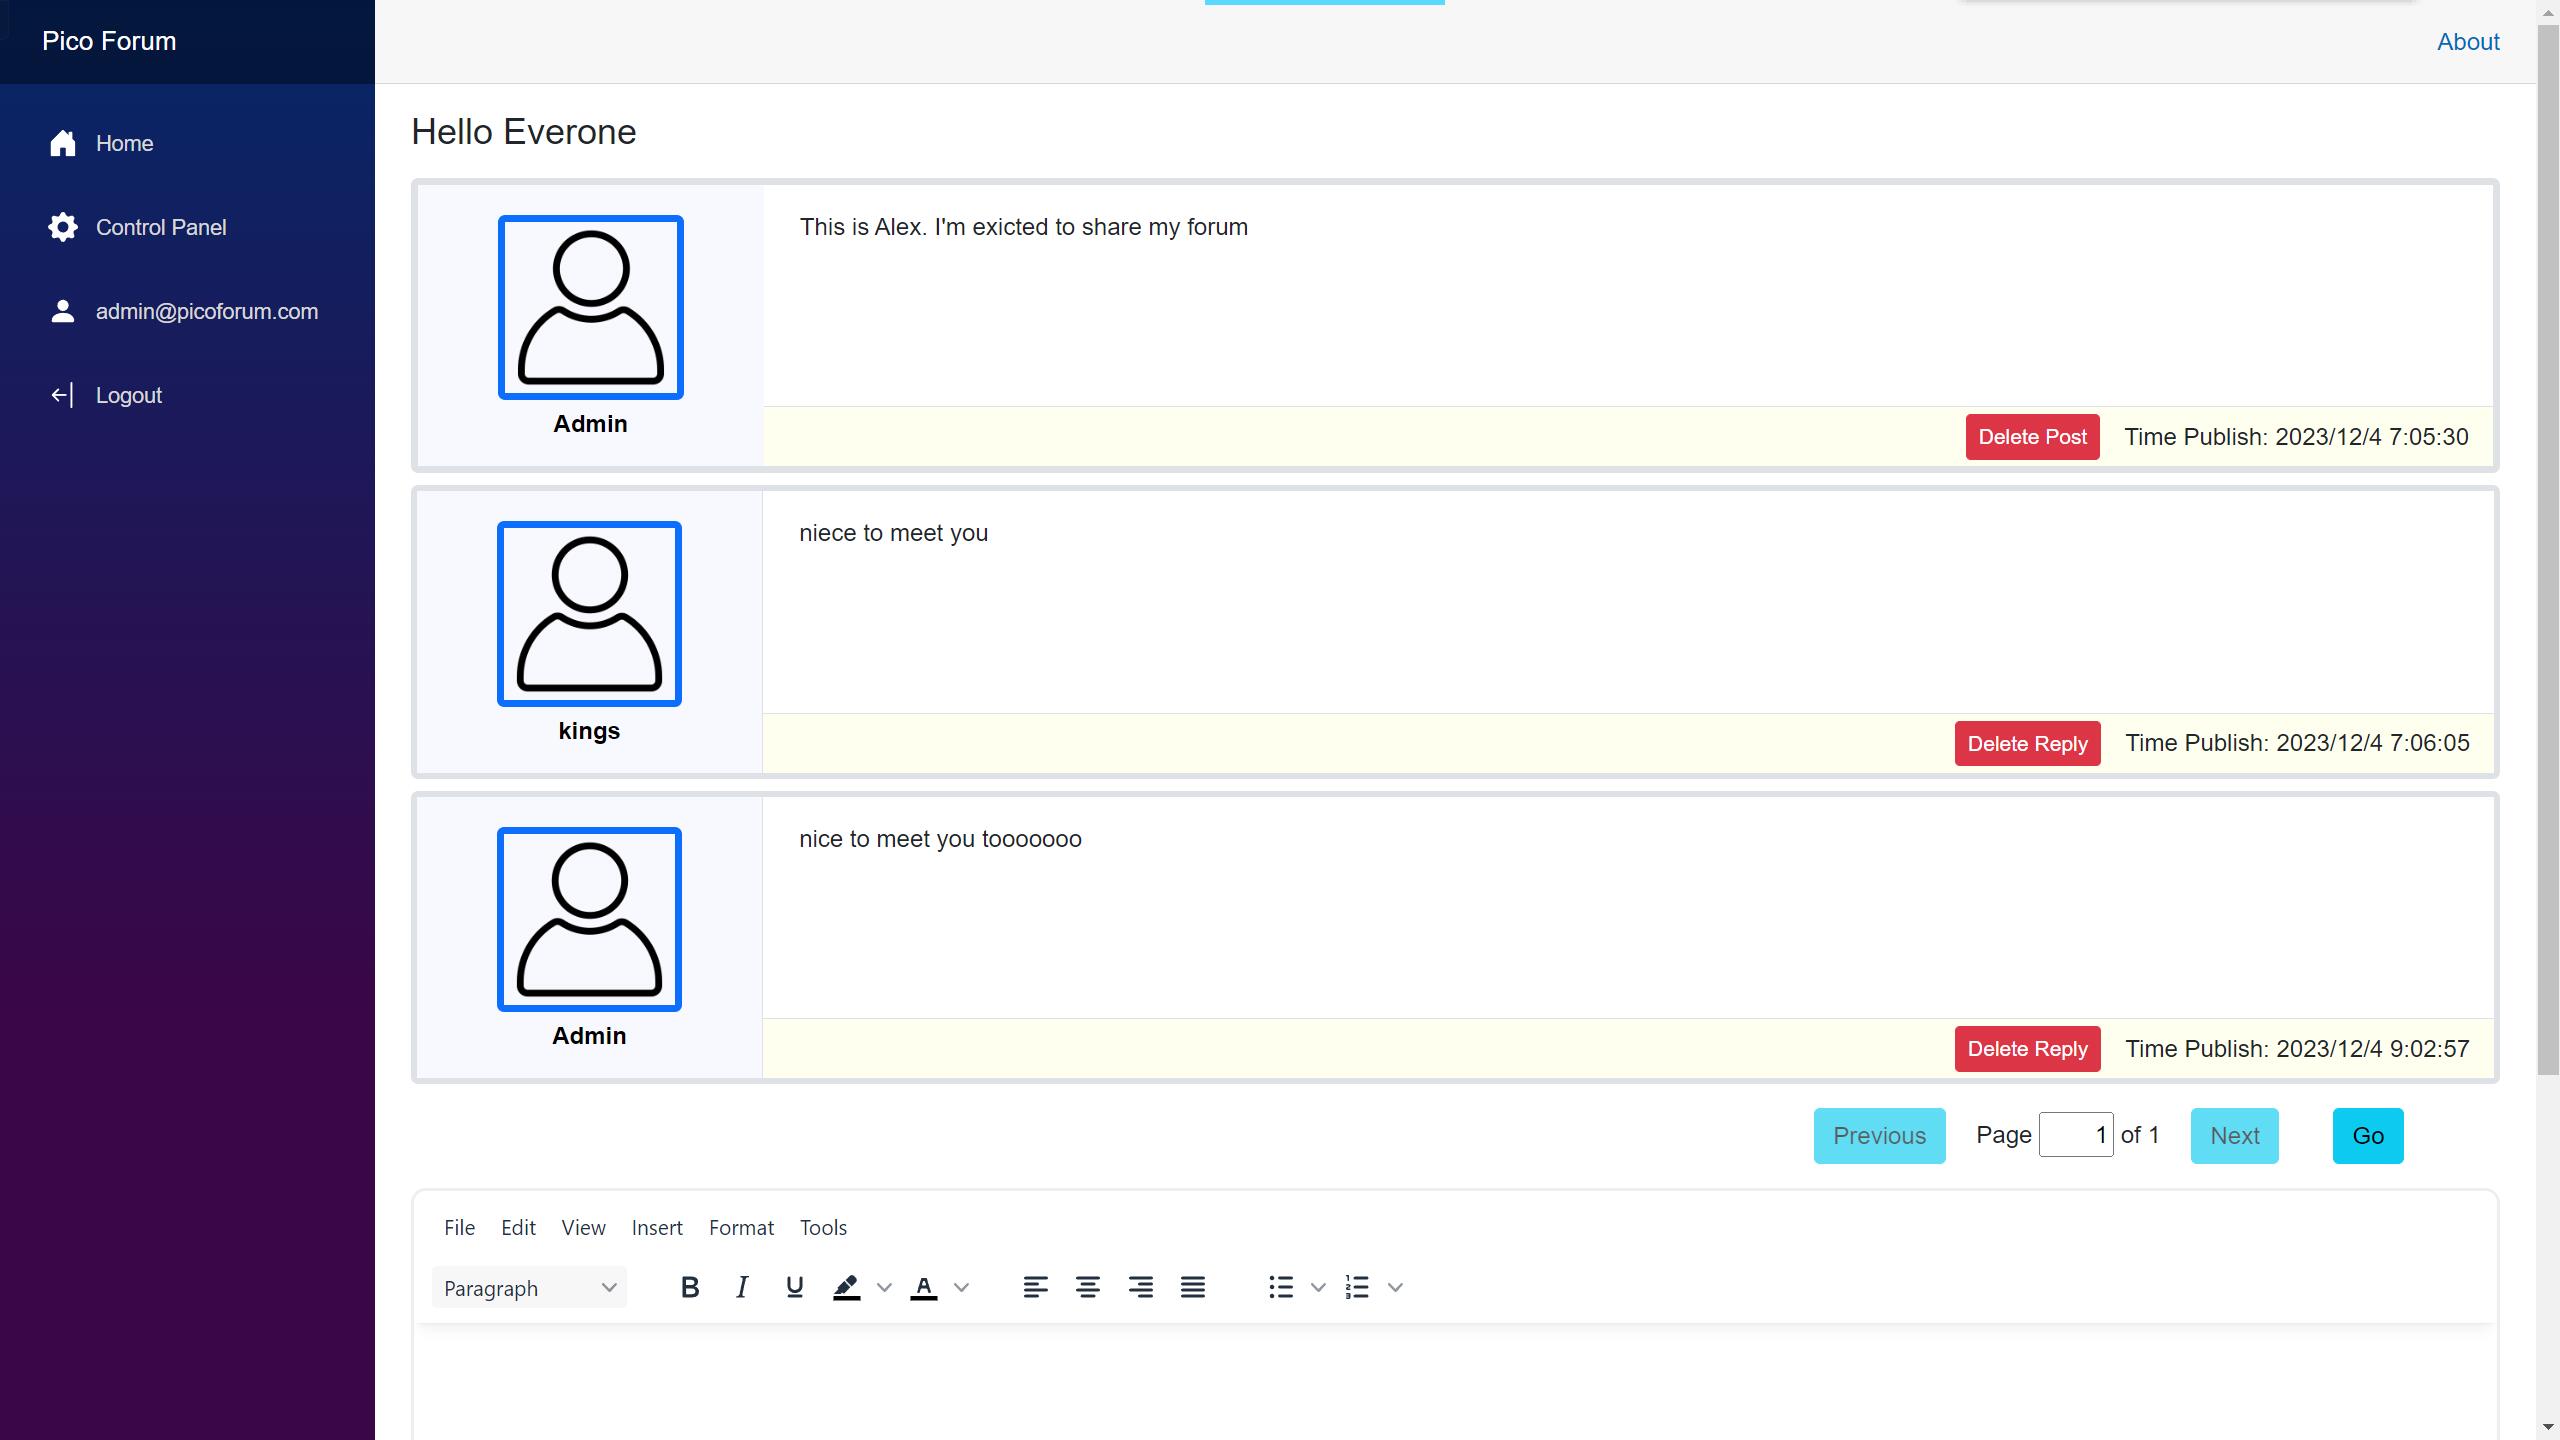 Pico Forum
About
Home
Control Panel
admin@picoforum.com
Logout
Hello Everone
This is Alex. I'm exicted to share my forum
Admin
Delete Post Time Publish: 2023/12/4 7:05:30
niece to meet you
kings
Delete Reply Time Publish: 2023/12/4 7:06:05
nice to meet you tooooooo
Admin
Delete Reply Time Publish: 2023/12/4 9:02:57
Previous Page 1 of 1 Next Go
File Edit View Insert Format Tools
Paragraph B I U A